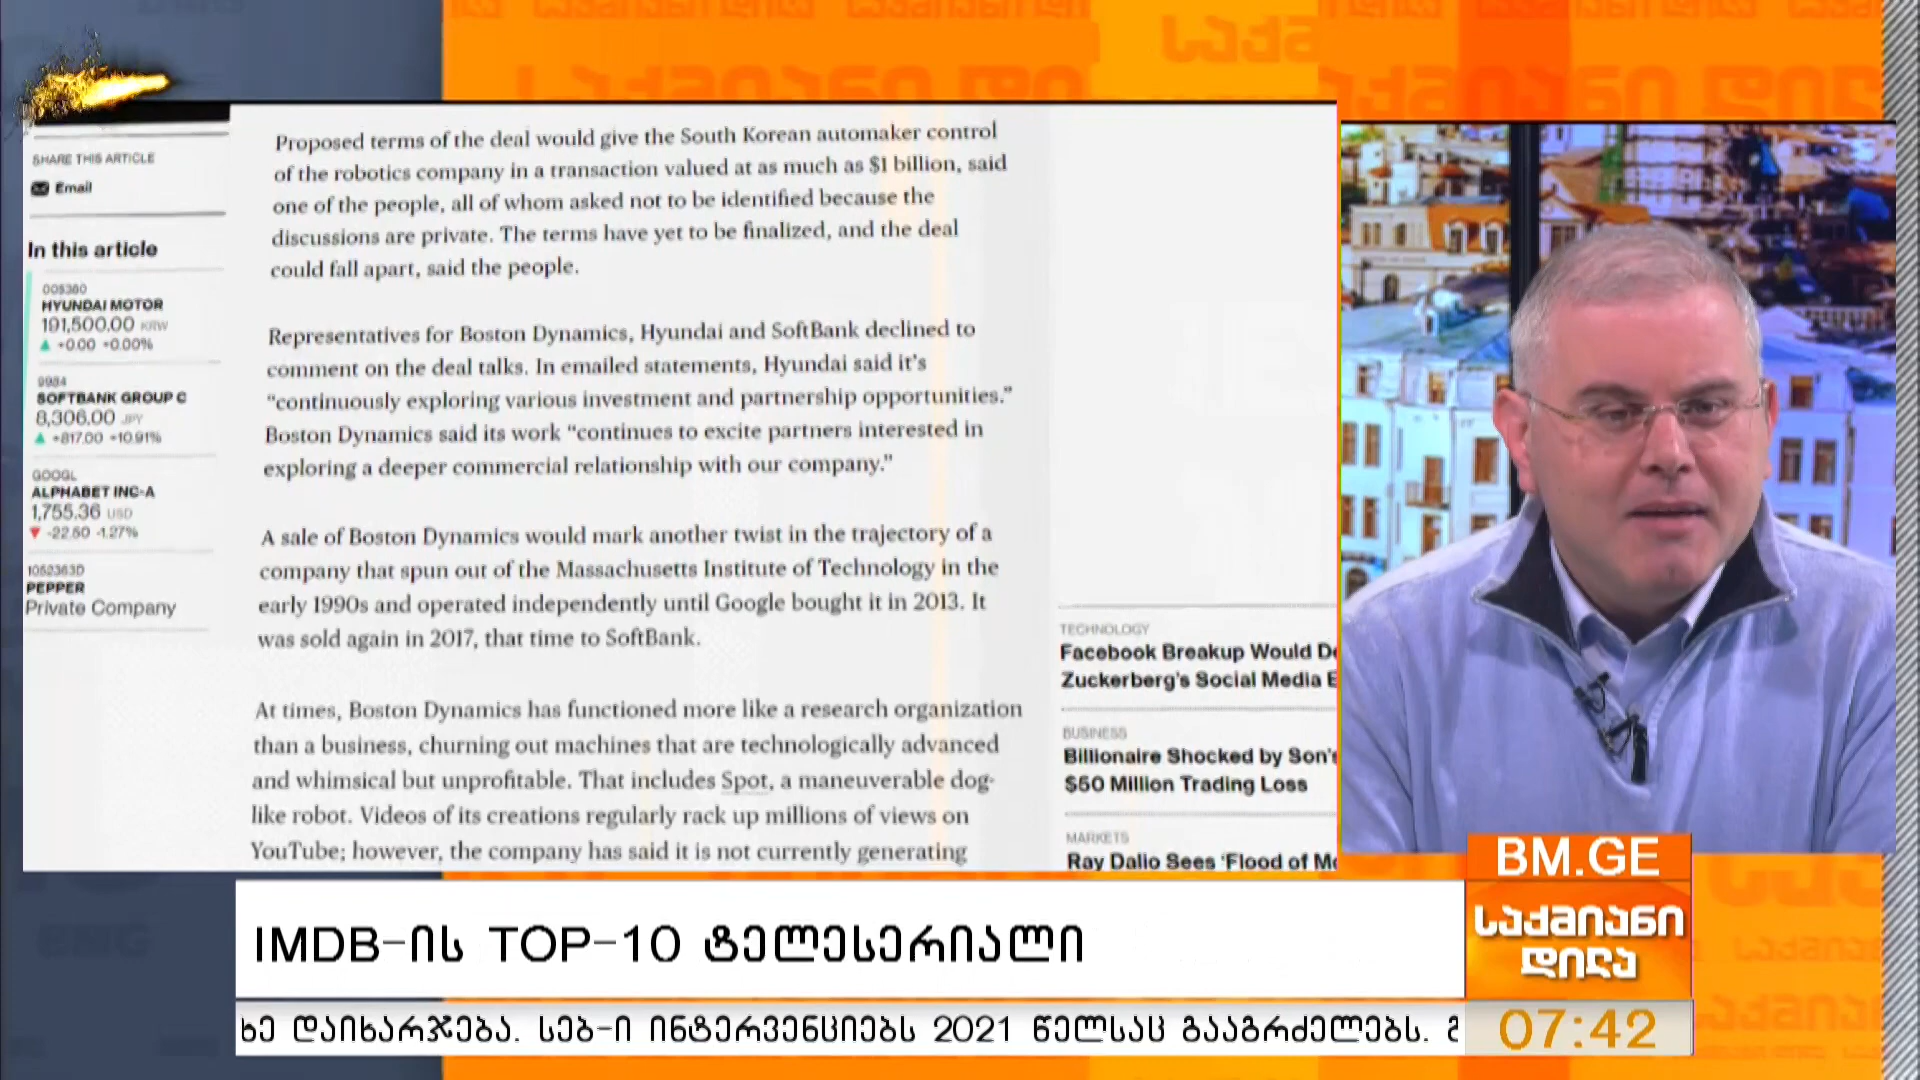 SHARE THIS ARTICLE
Email
In this article
005380
HYUNDAI MOTOR
191,500.00 KRW
+0.00 +0.00%
9984
SOFTBANK GROUP C
8,306.00 JPY
+817.00 +10.91%
GOOGL
ALPHABET INC-A
1,755.36 USD
-22.50 -1.27%
1052363D
PEPPER
Private Company
Proposed terms of the deal would give the South Korean automaker control
of the robotics company in a transaction valued at as much as $1 billion, said
one of the people, all of whom asked not to be identified because the
discussions are private. The terms have yet to be finalized, and the deal
could fall apart, said the people.
Representatives for Boston Dynamics, Hyundai and SoftBank declined to
comment on the deal talks. In emailed statements, Hyundai said it’s
“continuously exploring various investment and partnership opportunities.”
Boston Dynamics said its work “continues to excite partners interested in
exploring a deeper commercial relationship with our company.”
A sale of Boston Dynamics would mark another twist in the trajectory of a
company that spun out of the Massachusetts Institute of Technology in the
early 1990s and operated independently until Google bought it in 2013. It
was sold again in 2017, that time to SoftBank.
At times, Boston Dynamics has functioned more like a research organization
than a business, churning out machines that are technologically advanced
and whimsical but unprofitable. That includes Spot, a maneuverable dog-
like robot. Videos of its creations regularly rack up millions of views on
YouTube; however, the company has said it is not currently generating
TECHNOLOGY
Facebook Breakup Would De
Zuckerberg's Social Media E
BUSINESS
Billionaire Shocked by Son's
$50 Million Trading Loss
MARKETS
Ray Dalio Sees 'Flood of Mo
BM.GE
საქმიანი
დილა
IMDB-ის TOP-10 ტელესერიალი
ხე დაიხარჯება. სებ-ი ინტერვენციებს 2021 წელსაც გააგრძელებს.
07:42